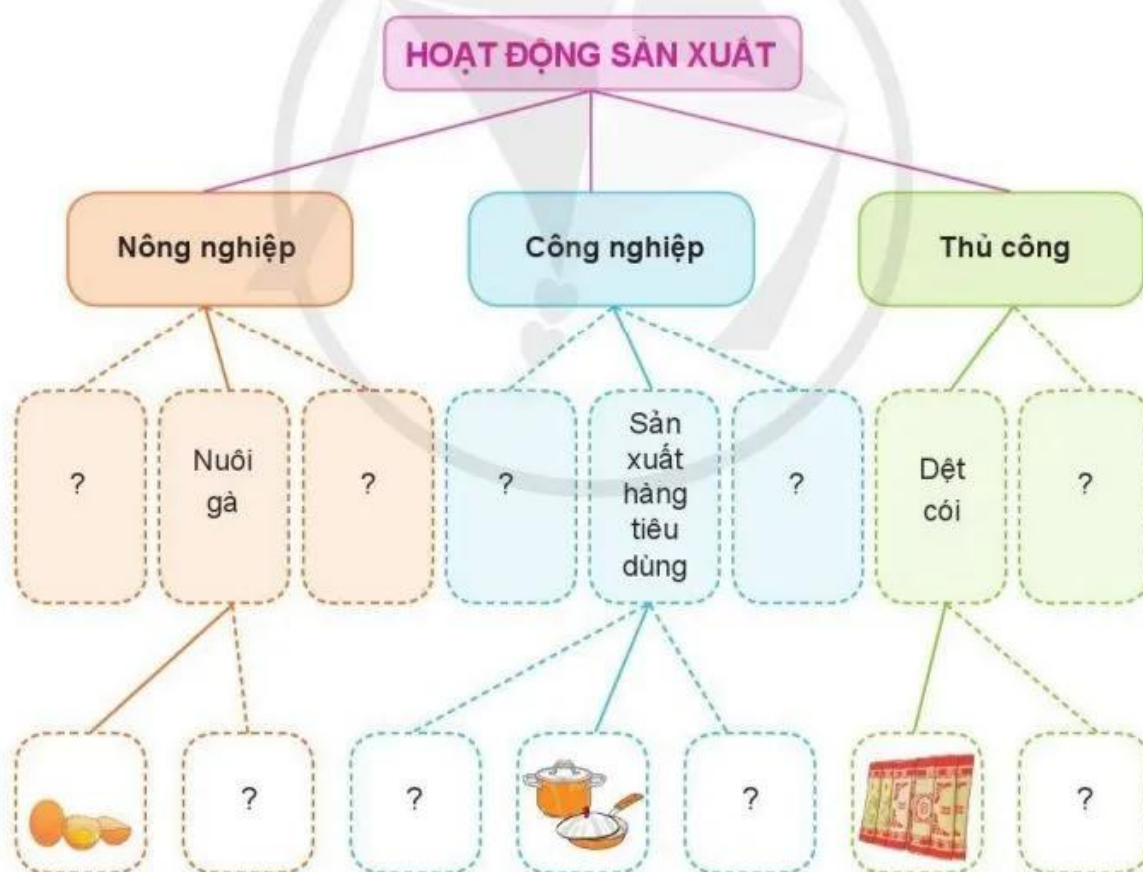 HOẠT ĐỘNG SẢN XUẤT
Nông nghiệp
Công nghiệp
Thủ công
?
Nuôi
gà
?
?
Sản
xuất
hàng
tiêu
dùng
?
Dệt
cói
?
?
?
?
?